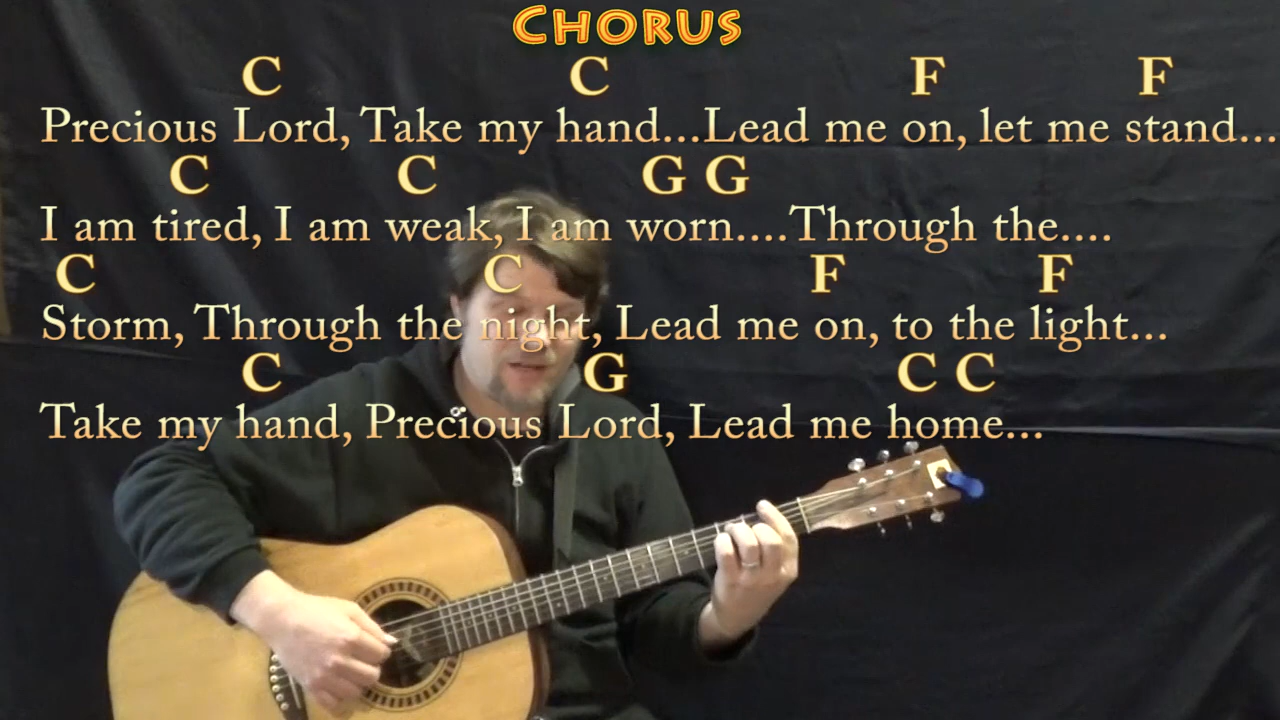 CHORUS
C C F F
Precious Lord, Take my hand...Lead me on, let me stand...
C C G G
I am tired, I am weak, I am worn....Through the....
C C F F
Storm, Through the night, Lead me on, to the light...
C G C C
Take my hand, Precious Lord, Lead me home...